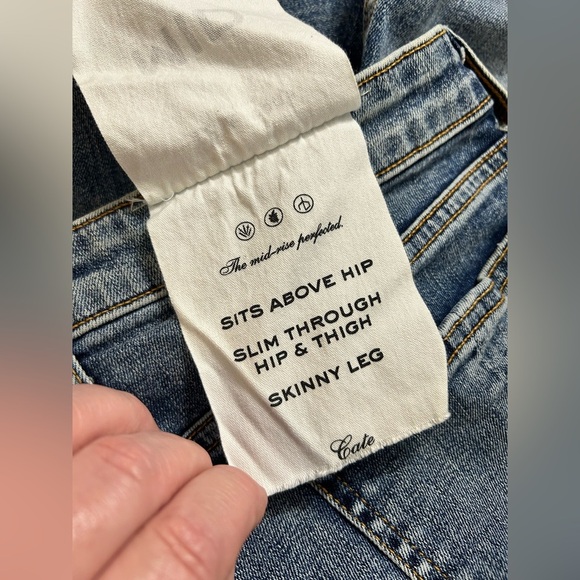 The mid-rise perfected.
SITS ABOVE HIP
SLIM THROUGH
HIP & THIGH
SKINNY LEG
Cate